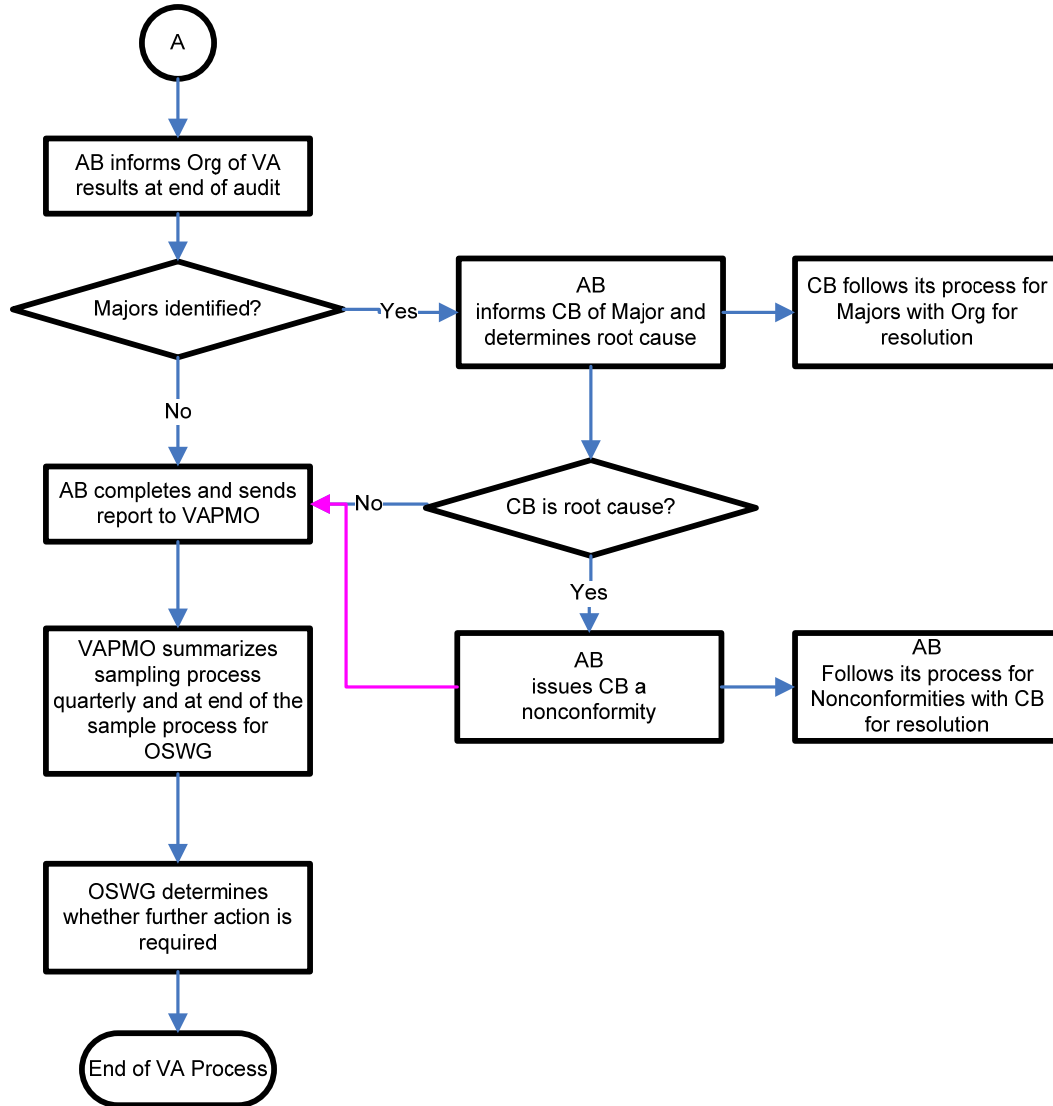 A
AB informs Org of VA
results at end of audit
Majors identified?
Yes
AB
informs CB of Major and
determines root cause
CB follows its process for
Majors with Org for
resolution
No
AB completes and sends
report to VAPMO
No
CB is root cause?
Yes
VAPMO summarizes
sampling process
quarterly and at end of the
sample process for
OSWG
AB
issues CB a
nonconformity
AB
Follows its process for
Nonconformities with CB
for resolution
OSWG determines
whether further action is
required
End of VA Process